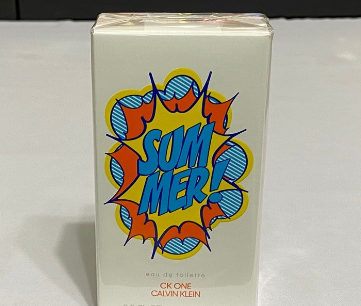 SUM
MER!
eau de toilette
CK ONE
CALVIN KLEIN